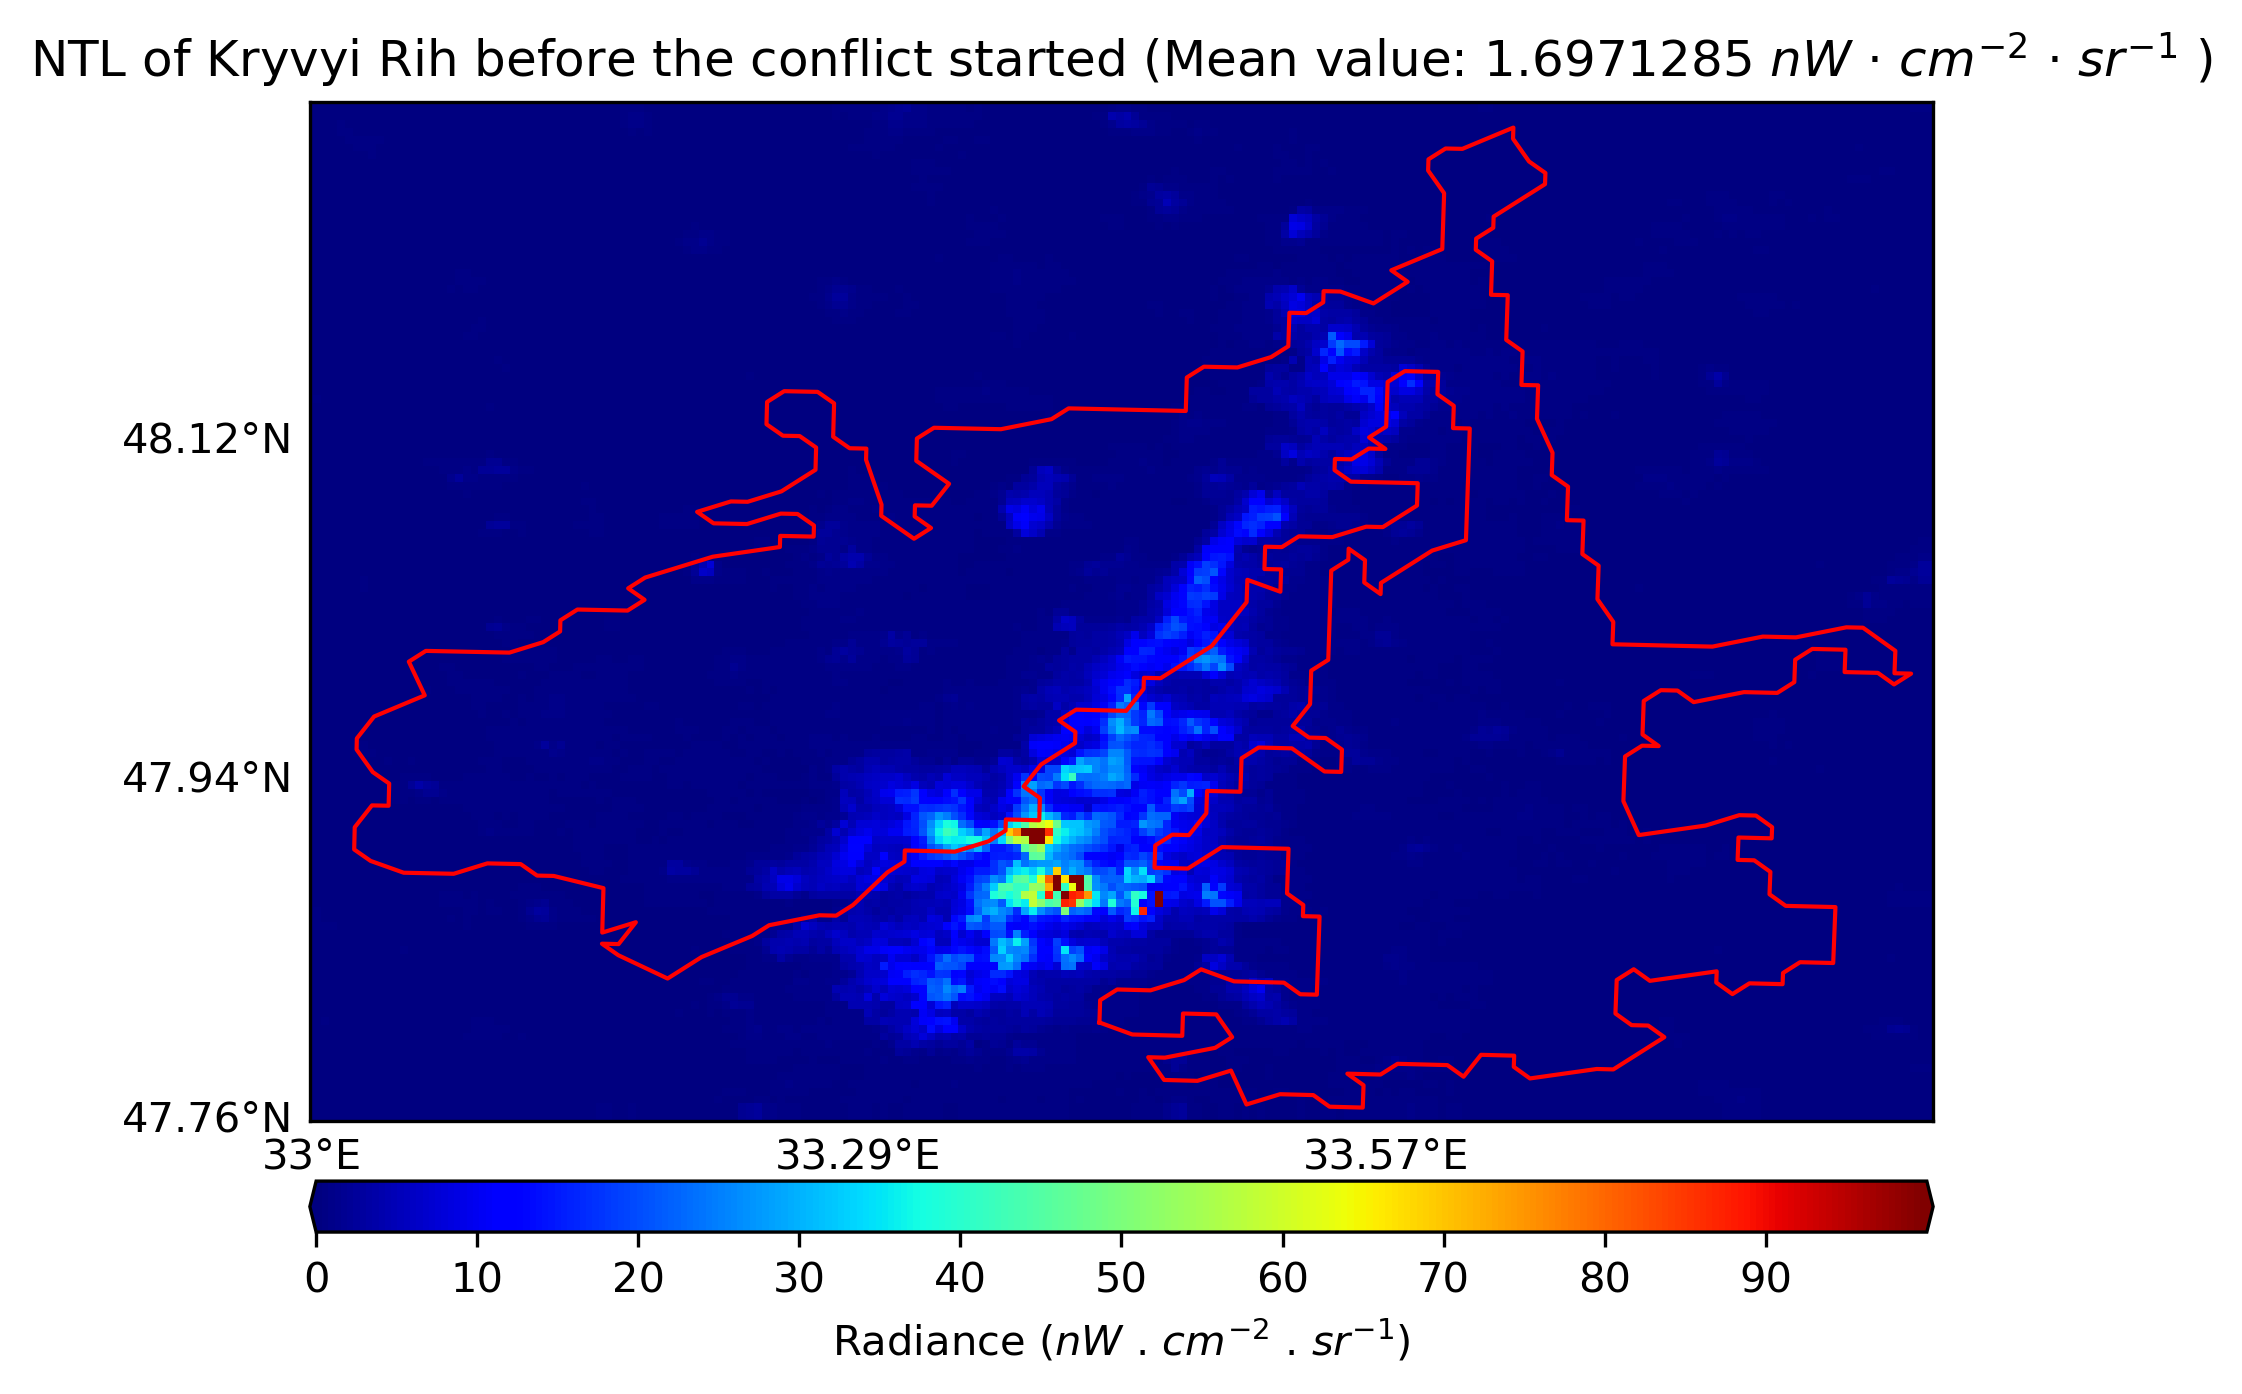 NTL of Kryvyi Rih before the conflict started (Mean value: 1.6971285 nW · cm⁻² · sr⁻¹ )
48.12°N
47.94°N
47.76°N
33°E 33.29°E 33.57°E
0 10 20 30 40 50 60 70 80 90
Radiance (nW . cm⁻² . sr⁻¹)